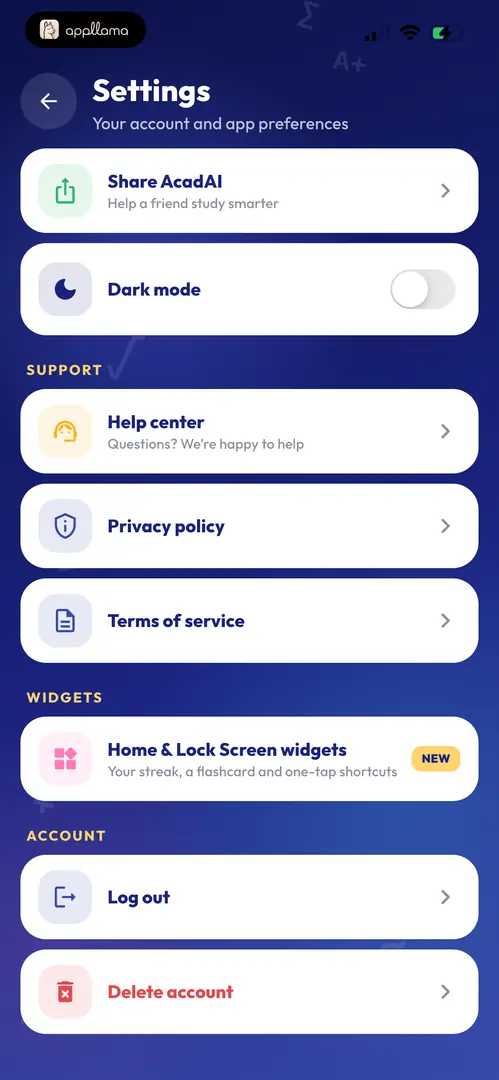 appllama
Σ
A+
Settings
Your account and app preferences
Share AcadAI
Help a friend study smarter
Dark mode
√
SUPPORT
Help center
Questions? We're happy to help
Privacy policy
Terms of service
WIDGETS
Home & Lock Screen widgets
Your streak, a flashcard and one-tap shortcuts
NEW
ACCOUNT
Log out
Delete account